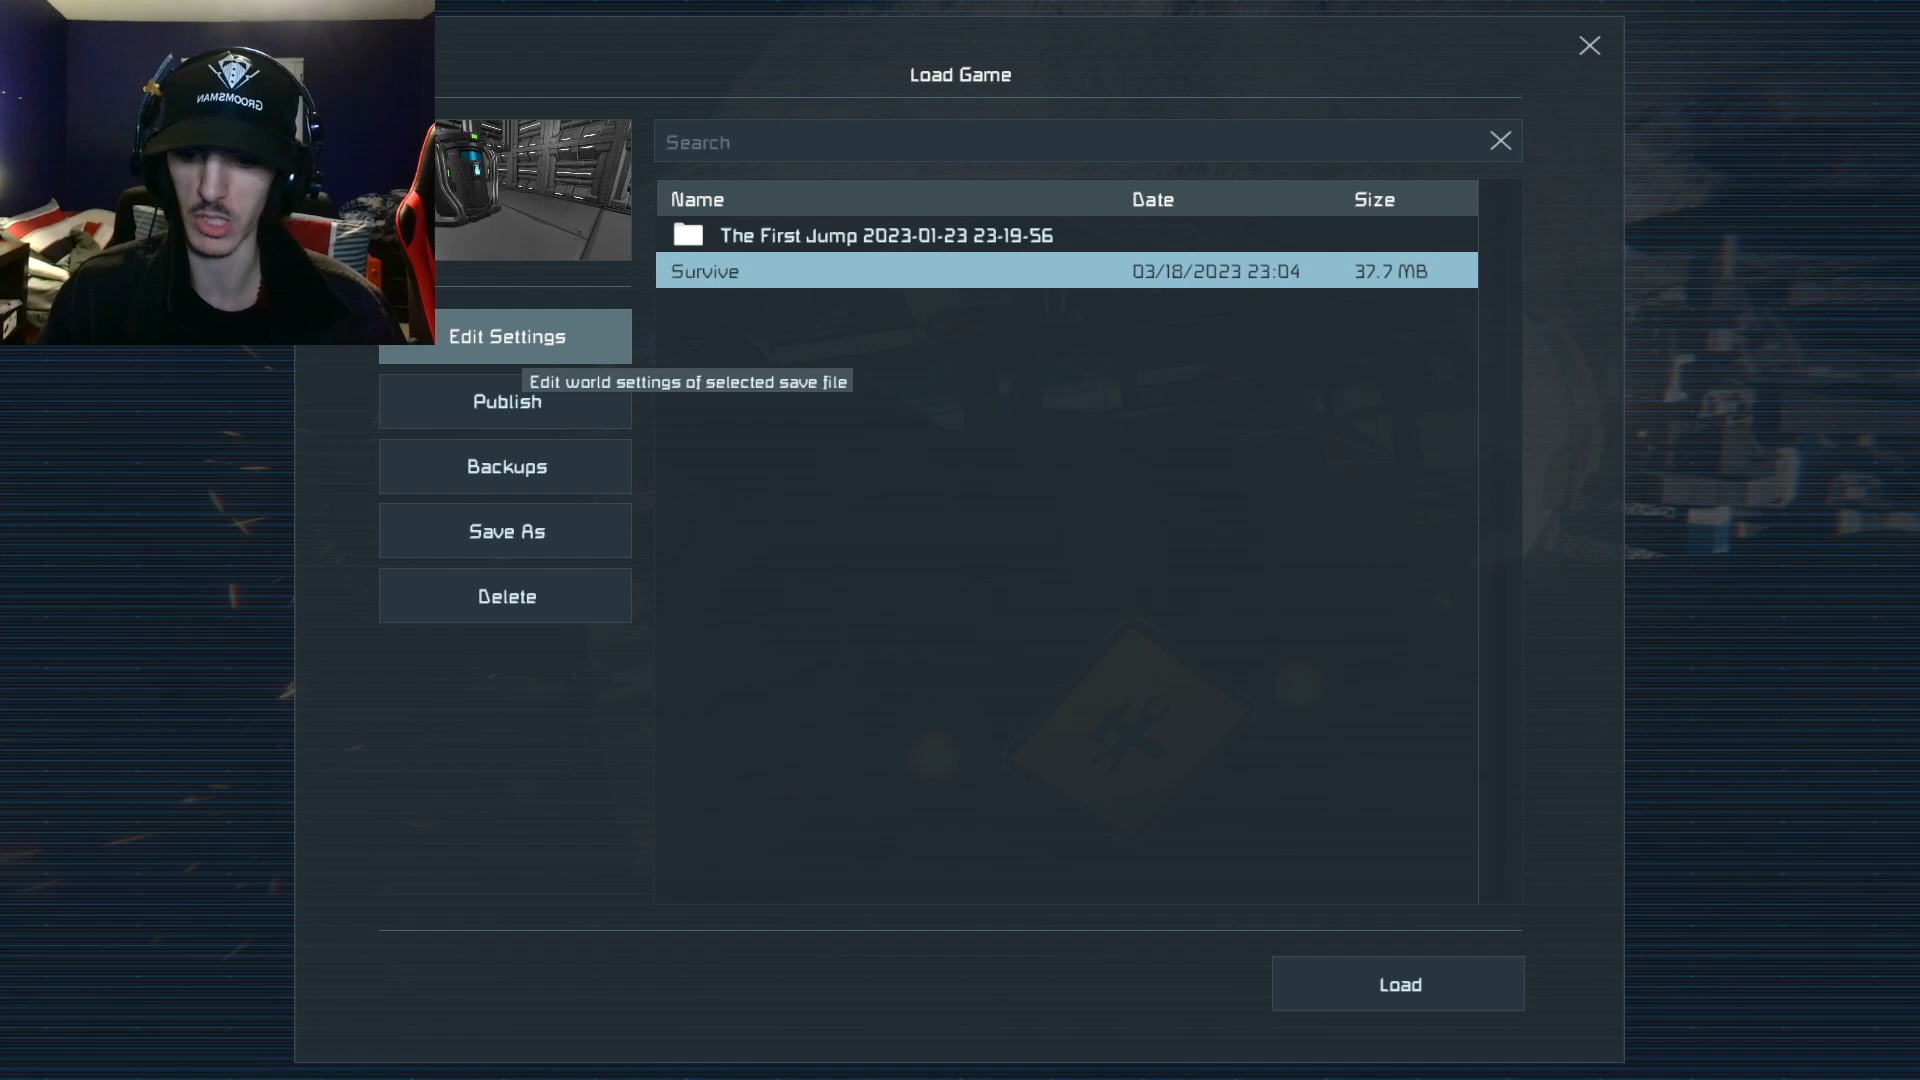 GROOMSMAN
Load Game
Search
Name Date Size
The First Jump 2023-01-23 23-19-56
Survive 03/18/2023 23:04 37.7 MB
Edit Settings
Edit world settings of selected save file
Publish
Backups
Save As
Delete
Load